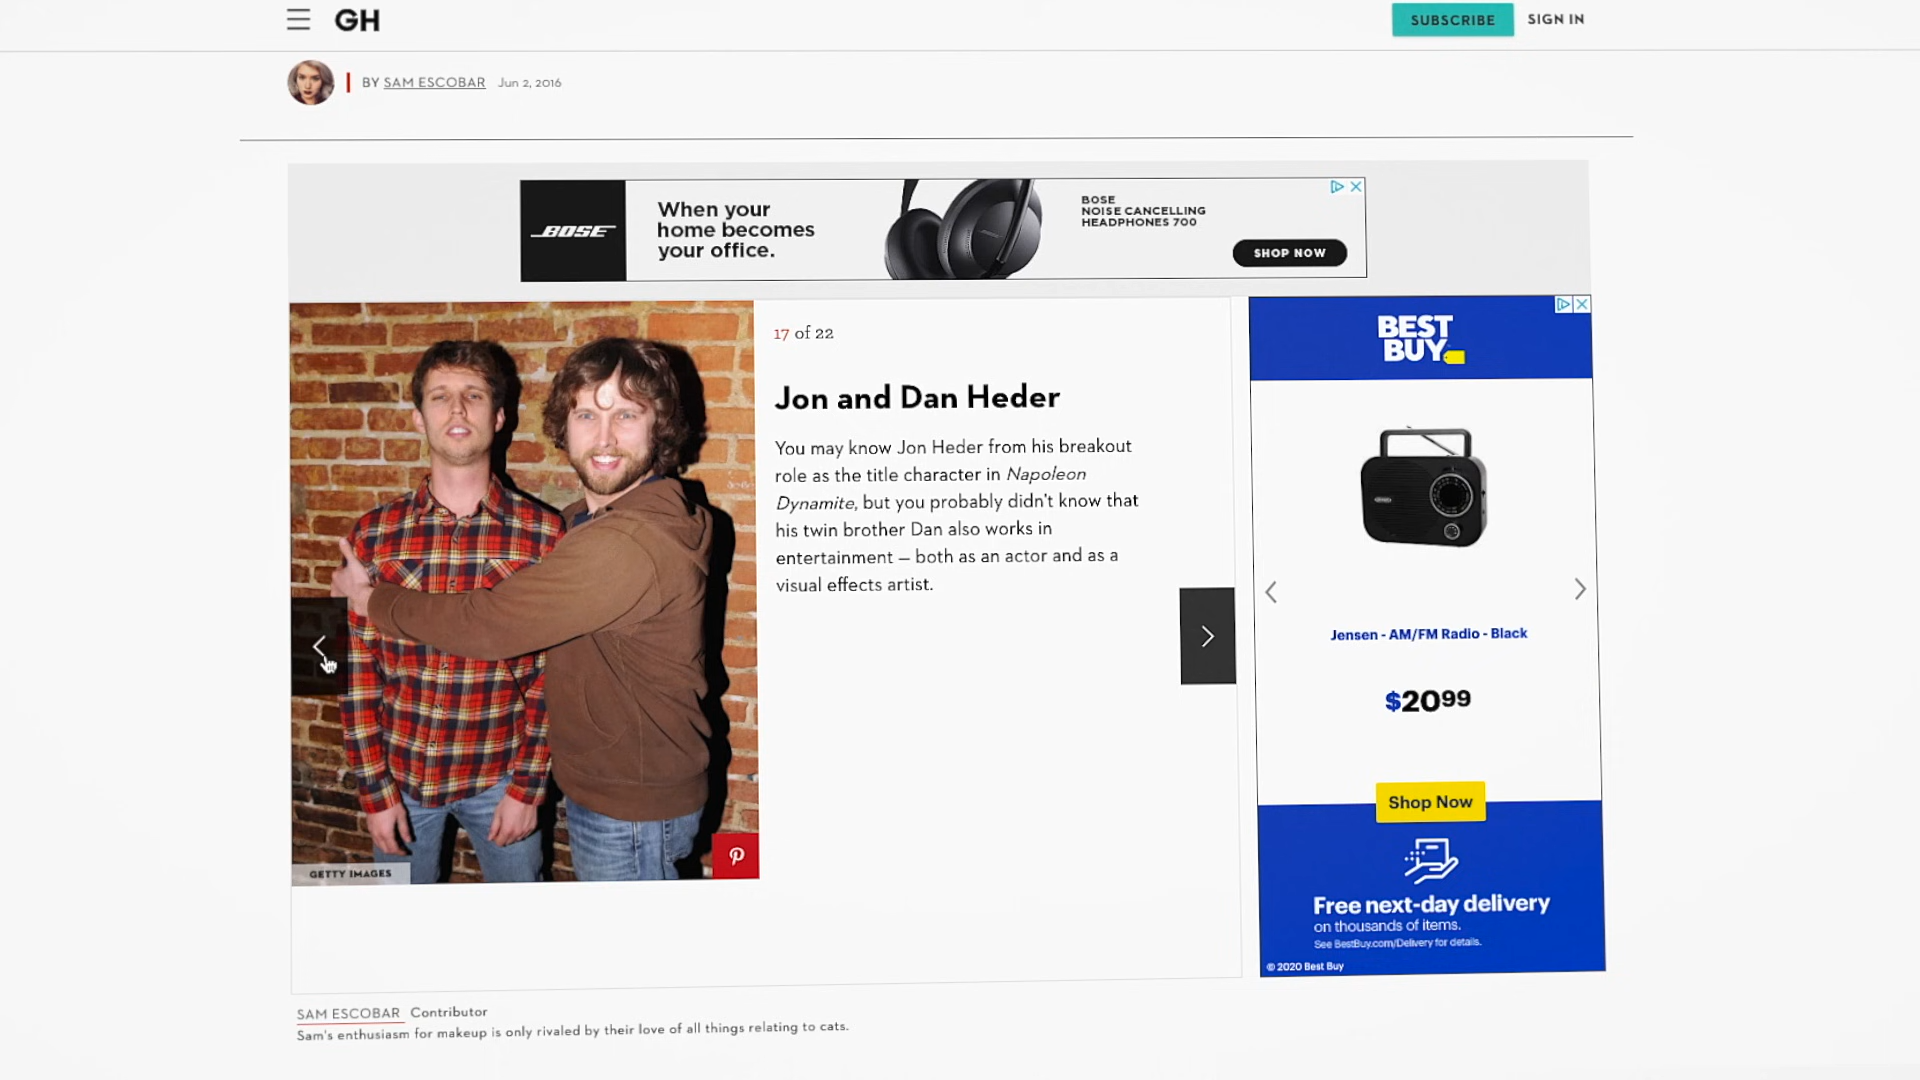 GH
SUBSCRIBE SIGN IN
BY SAM ESCOBAR Jun 2, 2016
BOSE
When your
home becomes
your office.
BOSE
NOISE CANCELLING
HEADPHONES 700
SHOP NOW
17 of 22
Jon and Dan Heder
You may know Jon Heder from his breakout
role as the title character in Napoleon
Dynamite, but you probably didn't know that
his twin brother Dan also works in
entertainment — both as an actor and as a
visual effects artist.
GETTY IMAGES
BEST
BUY
Jensen - AM/FM Radio - Black
$2099
Shop Now
Free next-day delivery
on thousands of items.
See BestBuy.com/Delivery for details.
© 2020 Best Buy
SAM ESCOBAR Contributor
Sam's enthusiasm for makeup is only rivaled by their love of all things relating to cats.